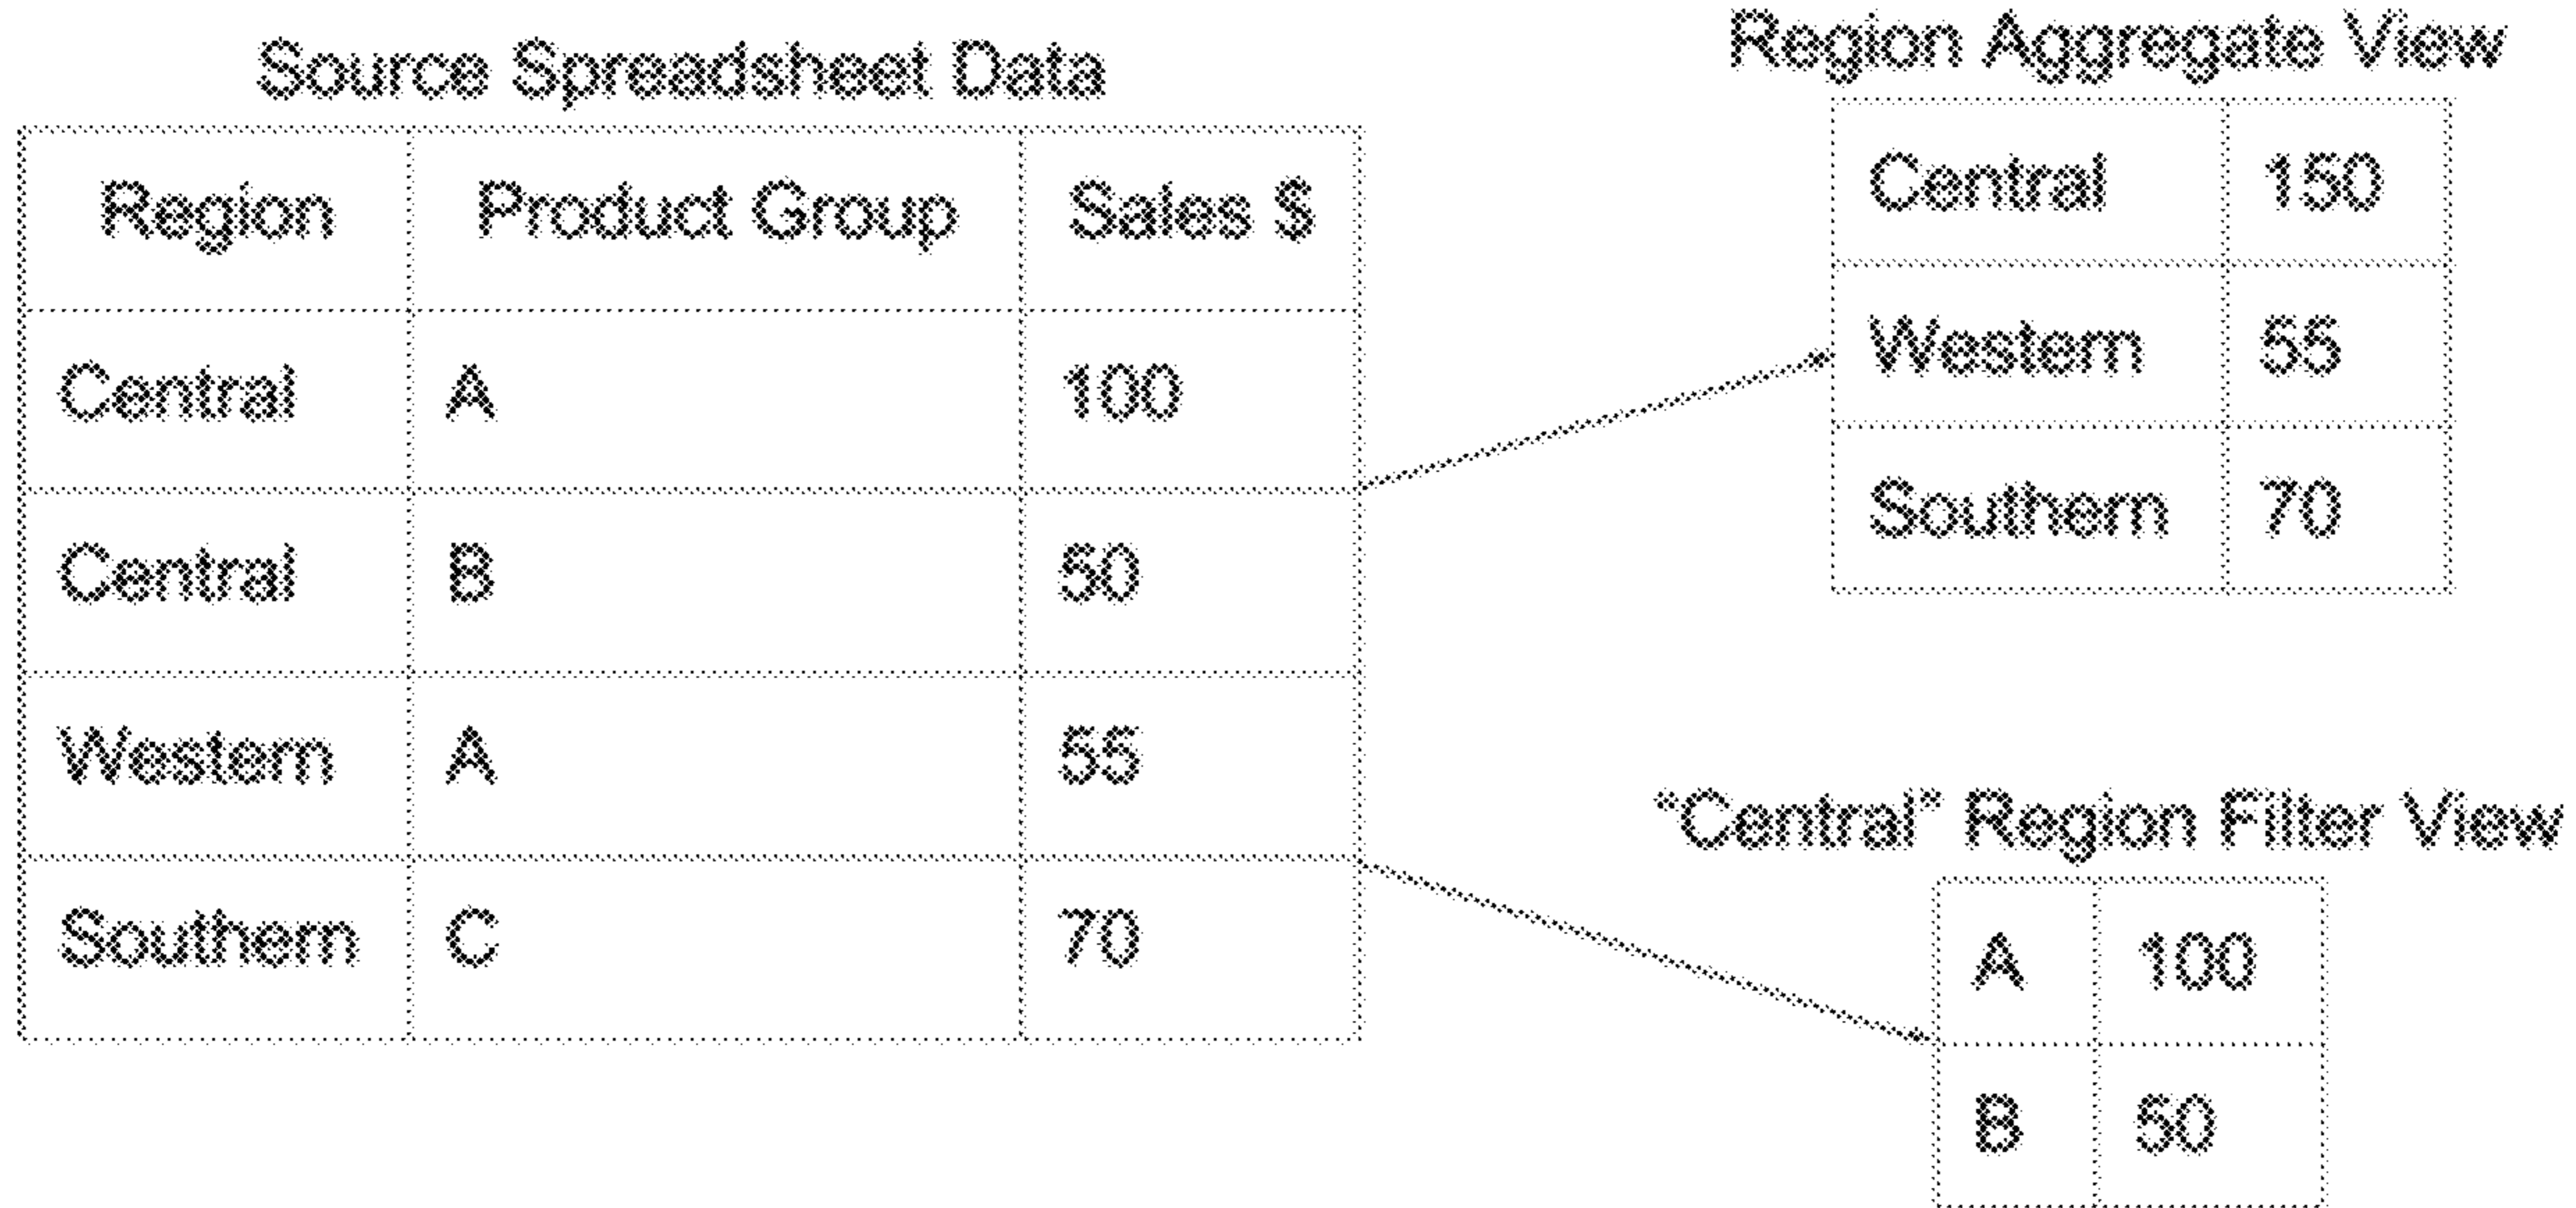 Source Spreadsheet Data
Region Product Group Sales $
Central A 100
Central B 50
Western A 55
Southern C 70
Region Aggregate View
Central 150
Western 55
Southern 70
“Central” Region Filter View
A 100
B 50